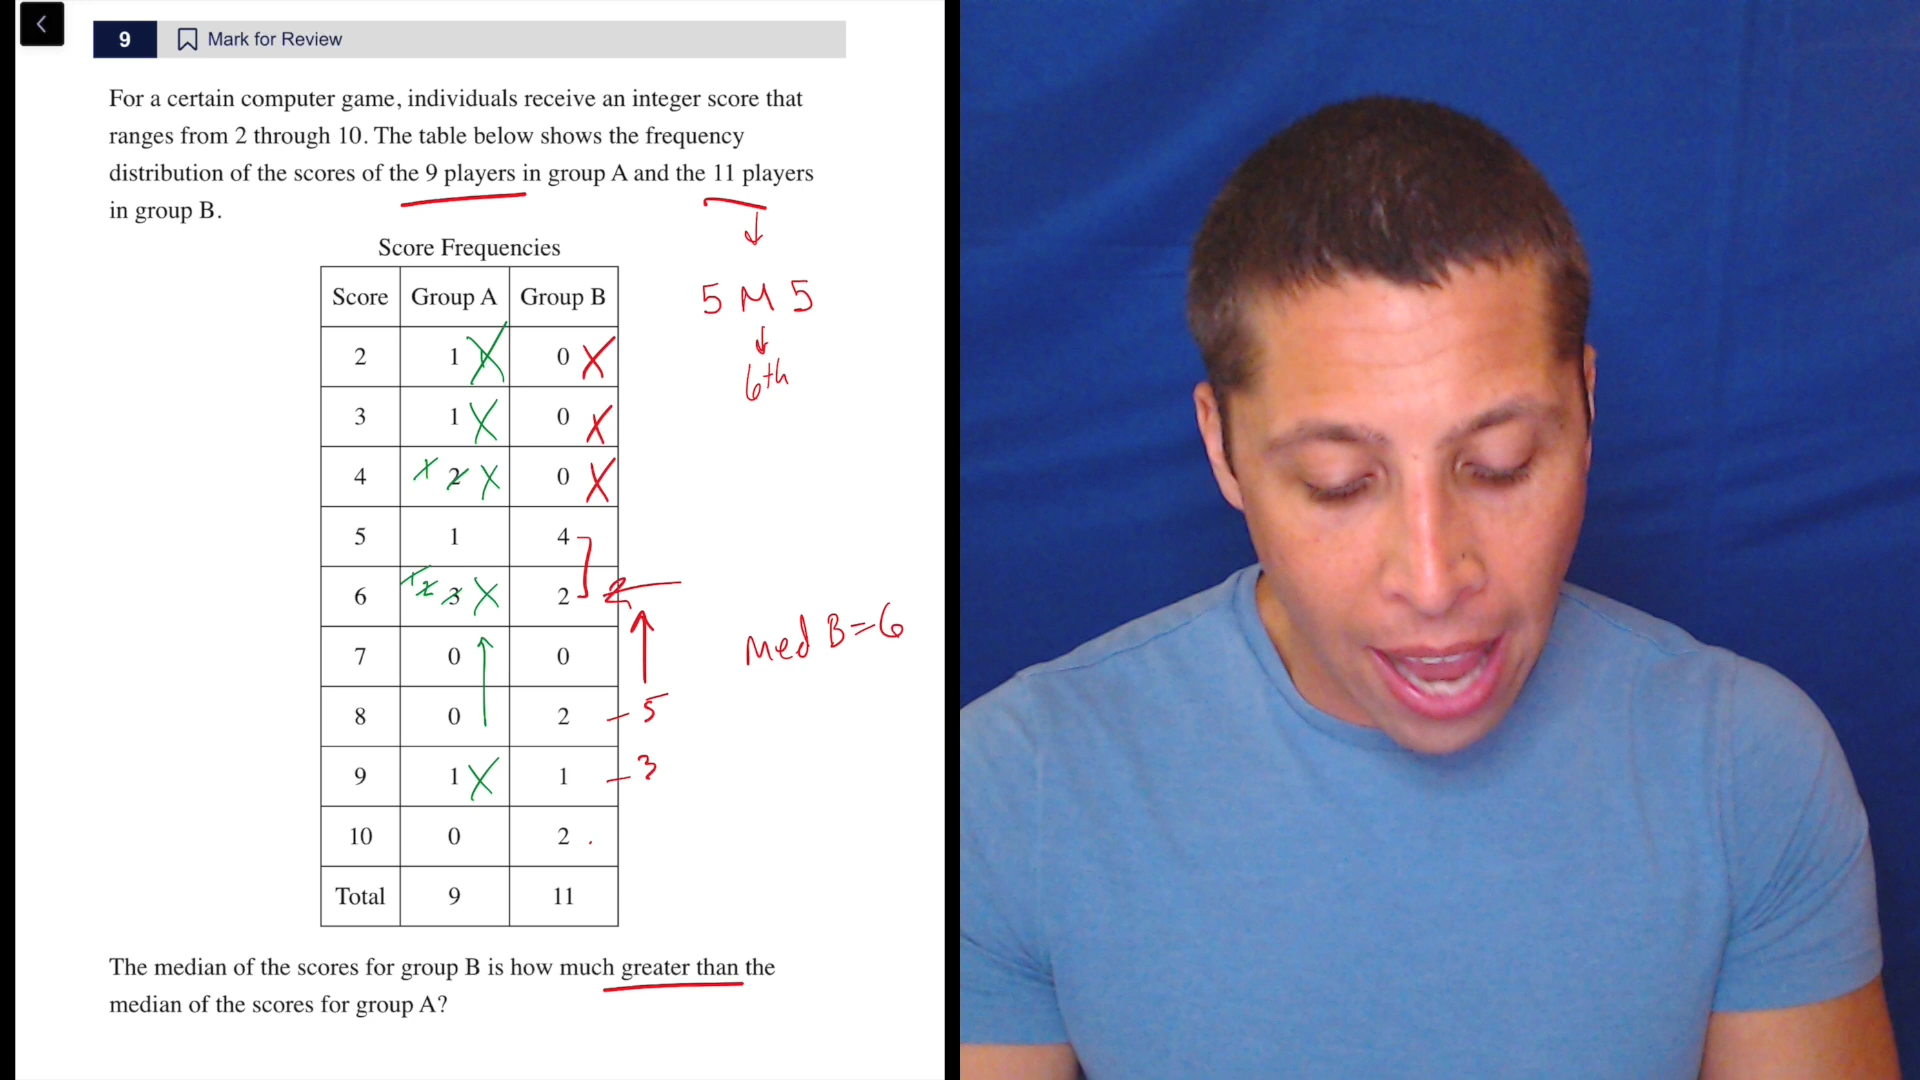 9 Mark for Review
For a certain computer game, individuals receive an integer score that
ranges from 2 through 10. The table below shows the frequency
distribution of the scores of the 9 players in group A and the 11 players
in group B.
Score Frequencies
Score Group A Group B
2 1 X 0 X
3 1 X 0 X
4 x 2 X 0 X
5 1 4
6 x 2 3 X 2 2
7 0 0
8 0 2 - 5
9 1 X 1 - 3
10 0 2
Total 9 11
5 M 5
6th
Med B=6
The median of the scores for group B is how much greater than the
median of the scores for group A?